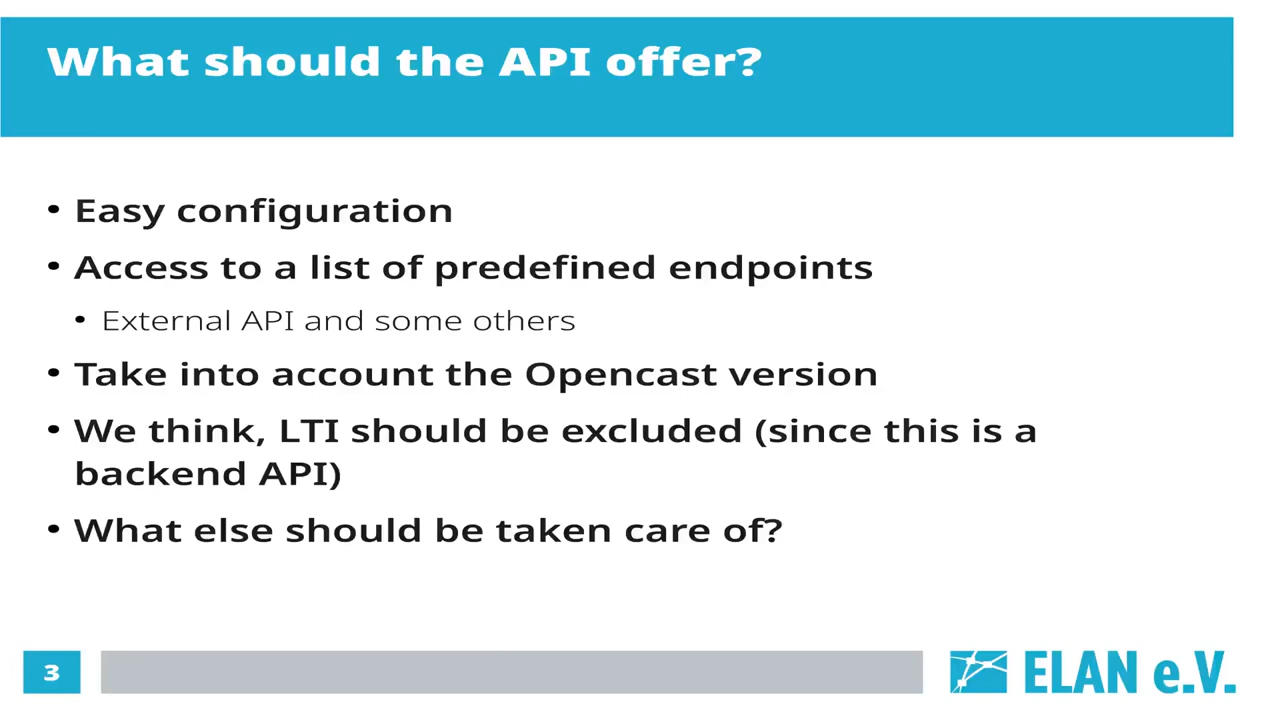 What should the API offer?
• Easy configuration
• Access to a list of predefined endpoints
• External API and some others
• Take into account the Opencast version
• We think, LTI should be excluded (since this is a
backend API)
• What else should be taken care of?
3
ELAN e.V.